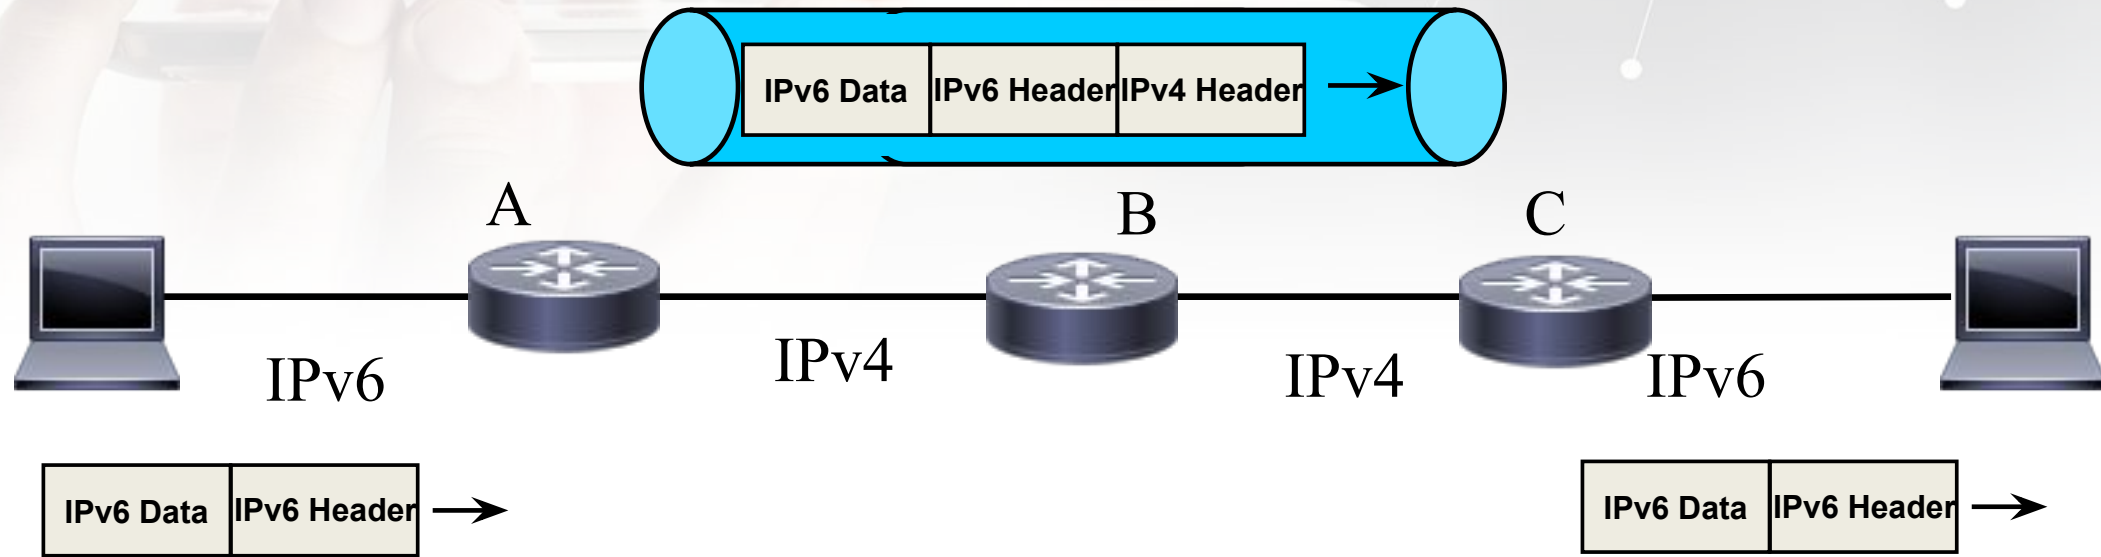 IPv6 Data IPv6 Header IPv4 Header
A B C
IPv6 IPv4 IPv4 IPv6
IPv6 Data IPv6 Header
IPv6 Data IPv6 Header